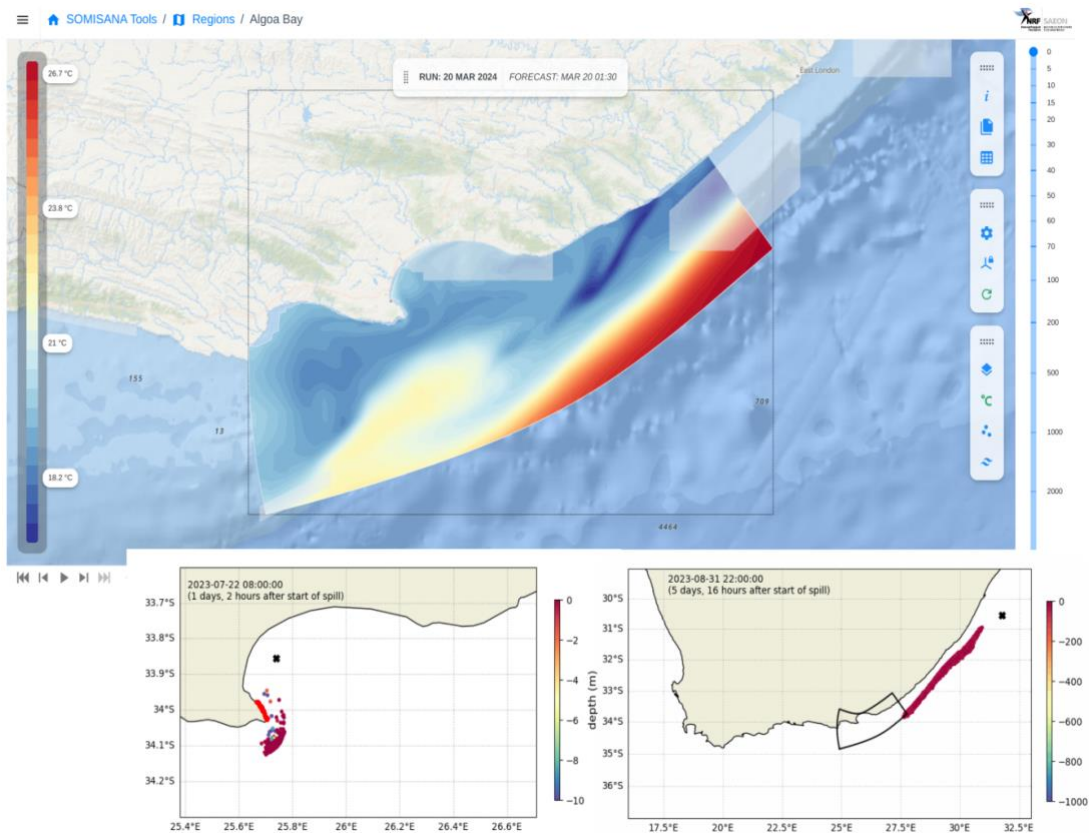 SOMISANA Tools / Regions / Algoa Bay
NRF SAEON
RUN: 20 MAR 2024 FORECAST: MAR 20 01:30
East London
26.7 °C
23.8 °C
21 °C
18.2 °C
155
13
709
4464
i
°C
0
5
10
15
20
30
40
50
60
70
100
200
500
1000
2000
2023-07-22 08:00:00
(1 days, 2 hours after start of spill)
33.7°S
33.8°S
33.9°S
34°S
34.1°S
34.2°S
25.4°E 25.6°E 25.8°E 26°E 26.2°E 26.4°E 26.6°E
0
−2
−4
−6
−8
−10
depth (m)
2023-08-31 22:00:00
(5 days, 16 hours after start of spill)
30°S
31°S
32°S
33°S
34°S
35°S
36°S
17.5°E 20°E 22.5°E 25°E 27.5°E 30°E 32.5°E
0
−200
−400
−600
−800
−1000